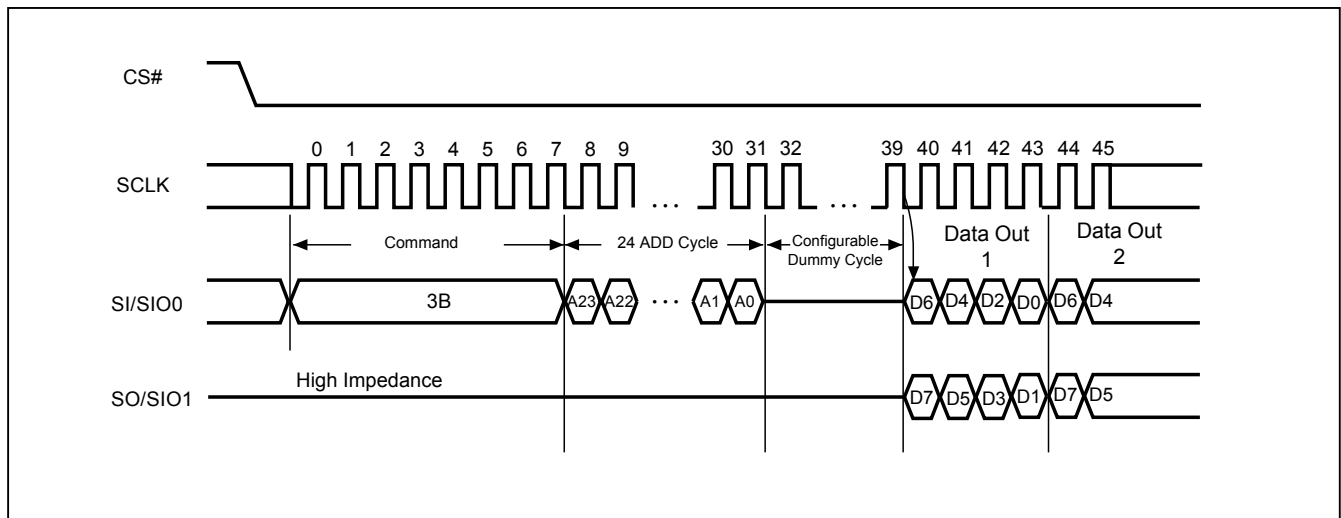 CS#
0 1 2 3 4 5 6 7 8 9 30 31 32 39 40 41 42 43 44 45
SCLK
... ...
Command 24 ADD Cycle Configurable Dummy Cycle Data Out 1 Data Out 2
SI/SIO0 3B A23 A22 ... A1 A0 D6 D4 D2 D0 D6 D4
High Impedance
SO/SIO1 D7 D5 D3 D1 D7 D5